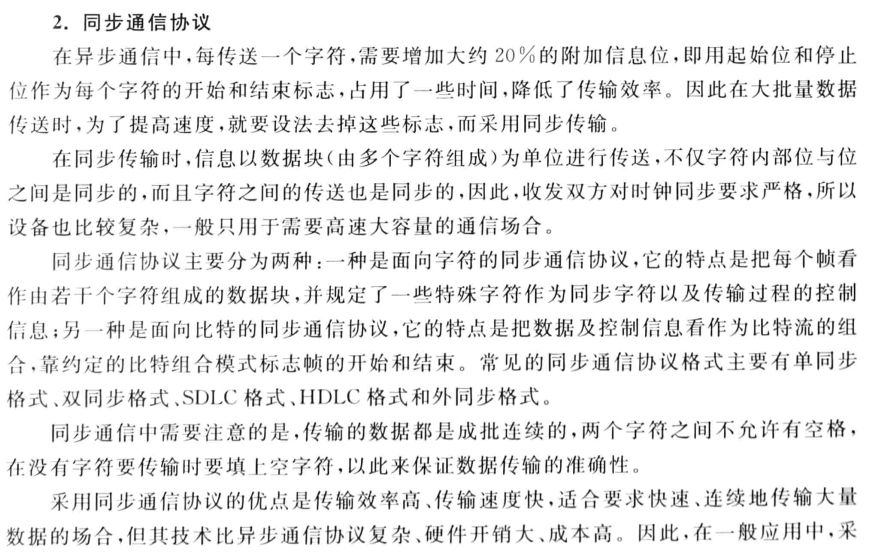 2. 同步通信协议
在异步通信中,每传送一个字符,需要增加大约 20%的附加信息位,即用起始位和停止
位作为每个字符的开始和结束标志,占用了一些时间,降低了传输效率。因此在大批量数据
传送时,为了提高速度,就要设法去掉这些标志,而采用同步传输。
在同步传输时,信息以数据块(由多个字符组成)为单位进行传送,不仅字符内部位与位
之间是同步的,而且字符之间的传送也是同步的,因此,收发双方对时钟同步要求严格,所以
设备也比较复杂,一般只用于需要高速大容量的通信场合。
同步通信协议主要分为两种:一种是面向字符的同步通信协议,它的特点是把每个帧看
作由若干个字符组成的数据块,并规定了一些特殊字符作为同步字符以及传输过程的控制
信息;另一种是面向比特的同步通信协议,它的特点是把数据及控制信息看作为比特流的组
合,靠约定的比特组合模式标志帧的开始和结束。常见的同步通信协议格式主要有单同步
格式、双同步格式、SDLC 格式、HDLC 格式和外同步格式。
同步通信中需要注意的是,传输的数据都是成批连续的,两个字符之间不允许有空格,
在没有字符要传输时要填上空字符,以此来保证数据传输的准确性。
采用同步通信协议的优点是传输效率高、传输速度快,适合要求快速、连续地传输大量
数据的场合,但其技术比异步通信协议复杂、硬件开销大、成本高。因此,在一般应用中,采